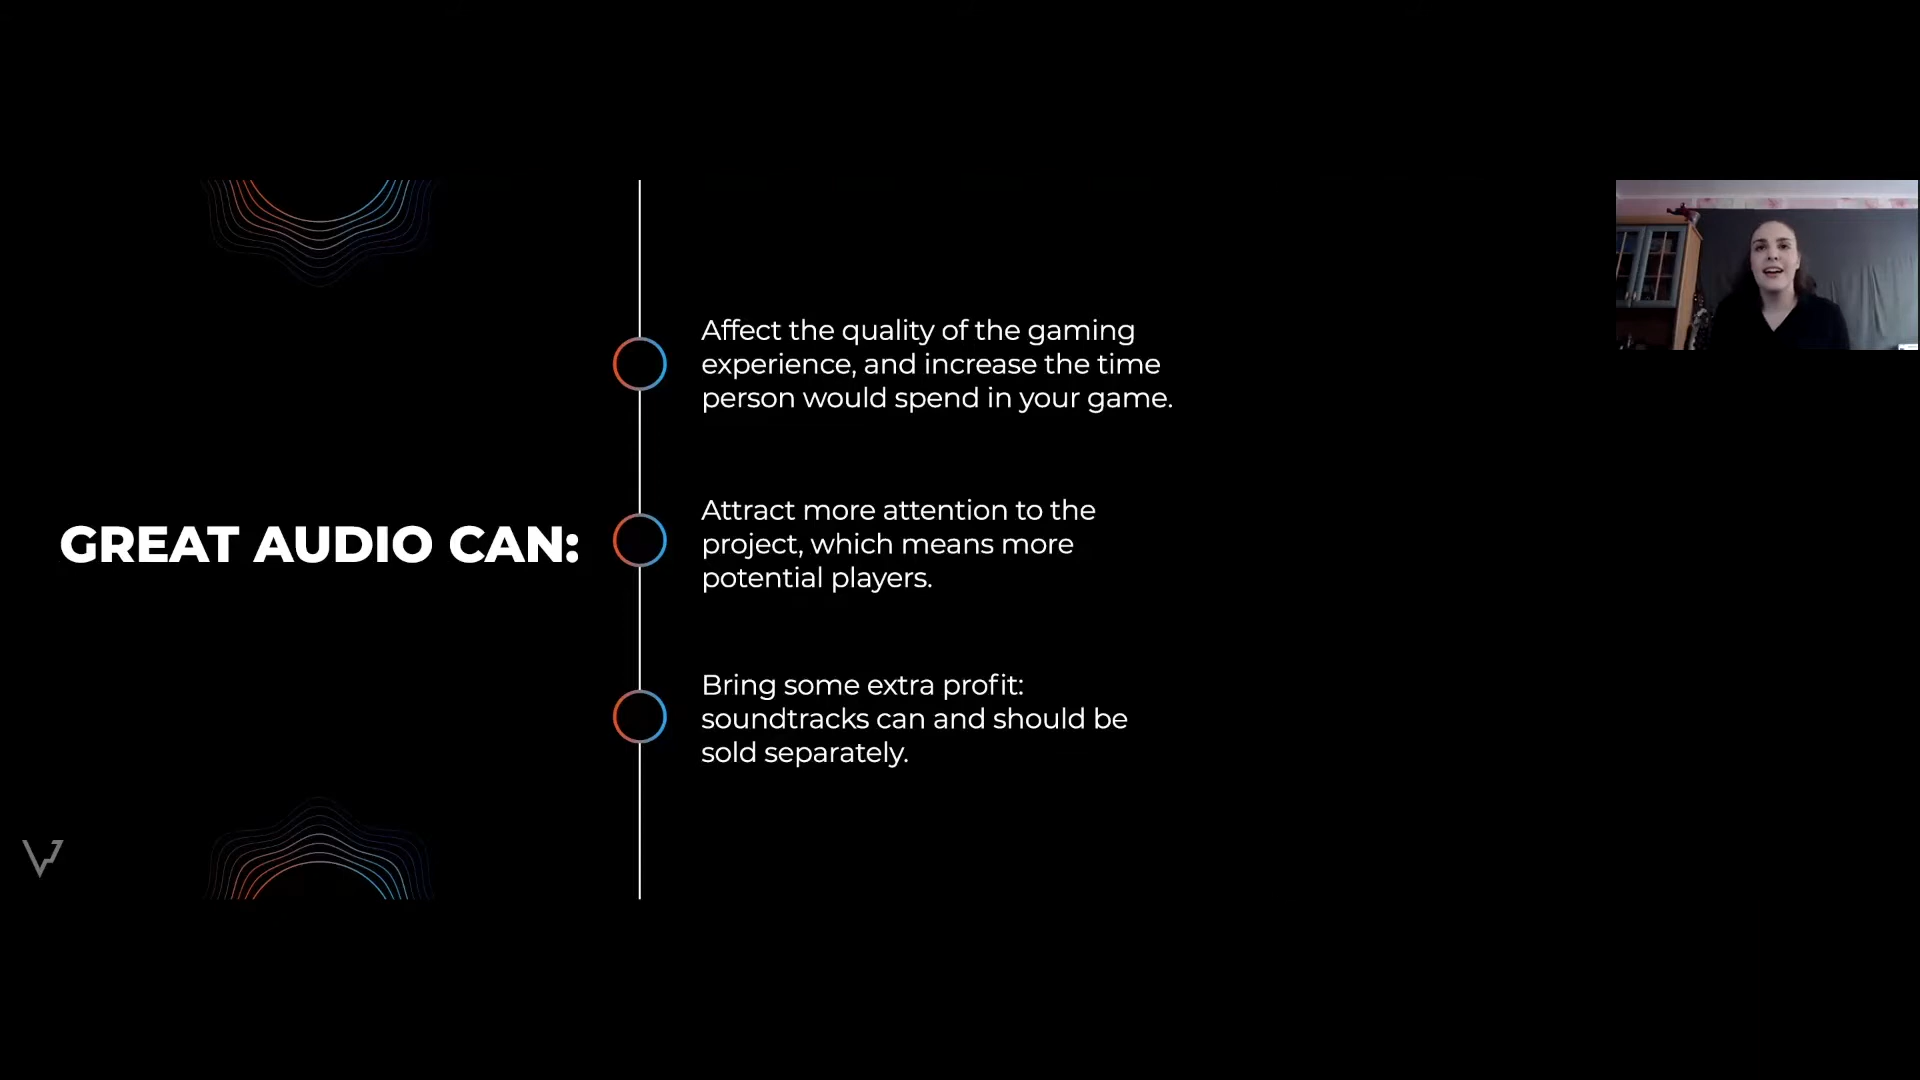 GREAT AUDIO CAN:
Affect the quality of the gaming
experience, and increase the time
person would spend in your game.
Attract more attention to the
project, which means more
potential players.
Bring some extra profit:
soundtracks can and should be
sold separately.